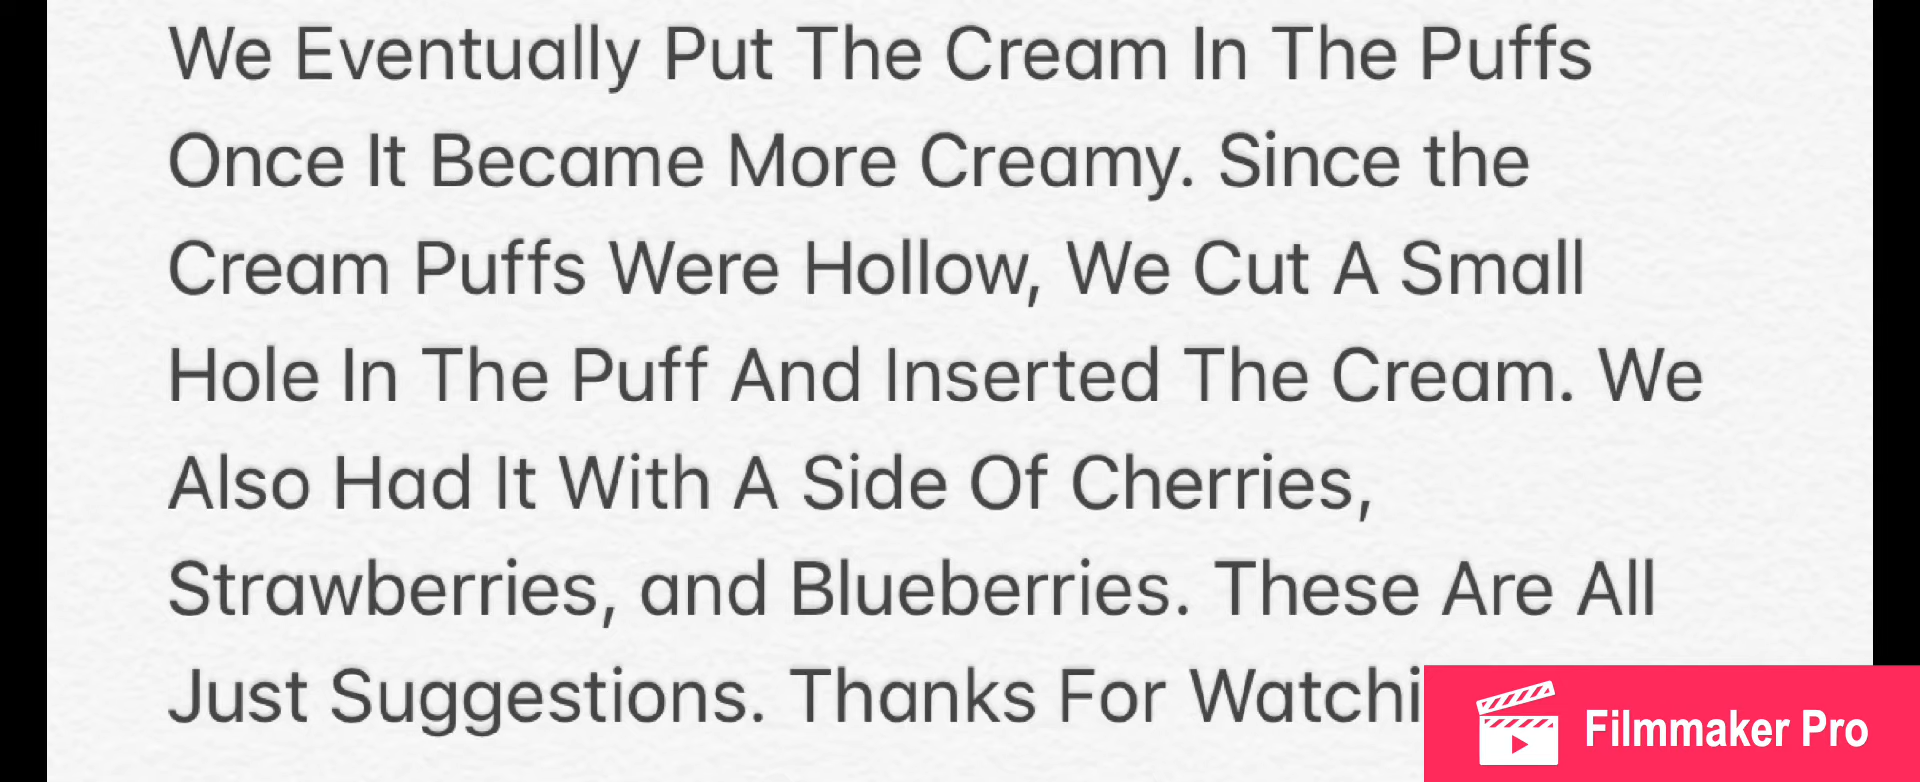 We Eventually Put The Cream In The Puffs
Once It Became More Creamy. Since the
Cream Puffs Were Hollow, We Cut A Small
Hole In The Puff And Inserted The Cream. We
Also Had It With A Side Of Cherries,
Strawberries, and Blueberries. These Are All
Just Suggestions. Thanks For Watchi
Filmmaker Pro